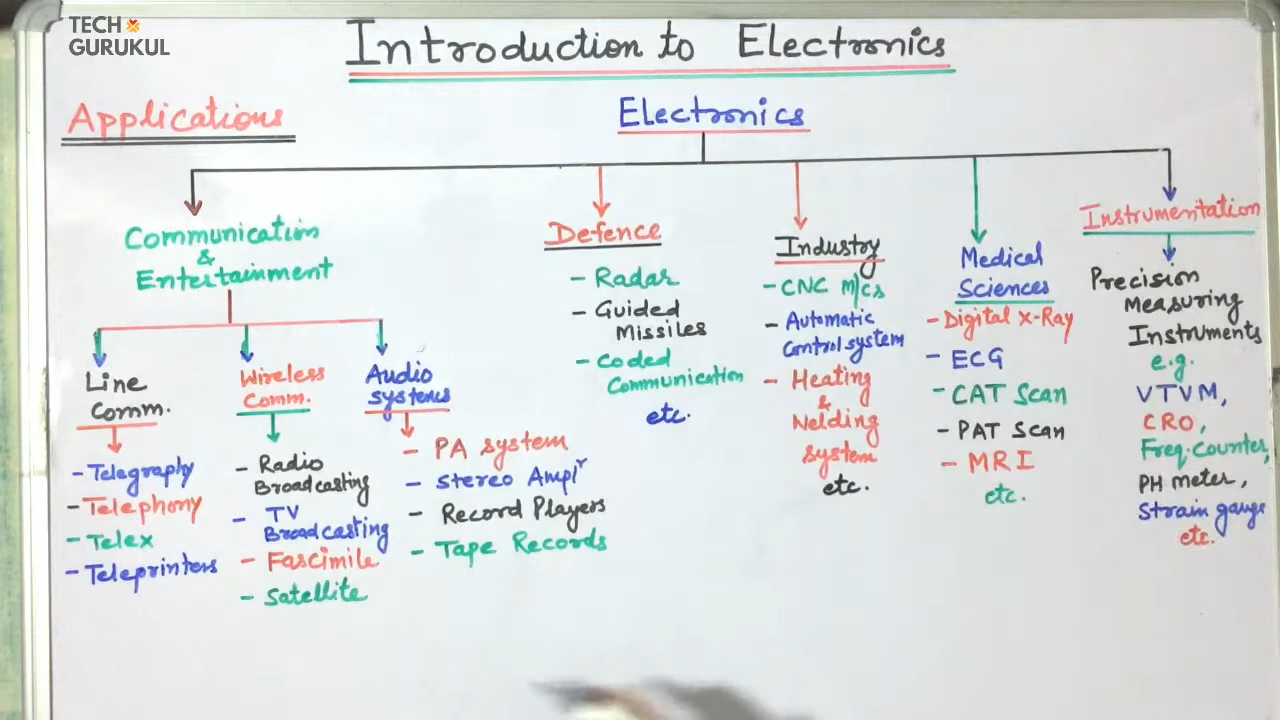 TECH
GURUKUL
Introduction to Electronics
Applications
Electronics
Communication
&
Entertainment
Line
Comm.
- Telegraphy
- Telephony
- Telex
- Teleprinters
Wireless
Comm.
- Radio
Broadcasting
- TV
Broadcasting
- Fascimile
- Satellite
Audio
systems
- PA system
- Stereo Ampl^r
- Record Players
- Tape Records
Defence
- Radar
- Guided
Missiles
- Coded
Communication
etc.
Industry
- CNC m/cs
- Automatic
Control system
- Heating
&
Welding
system
etc.
Medical
Sciences
- Digital X-Ray
- ECG
- CAT Scan
- PAT Scan
- MRI
etc.
Instrumentation
Precision
Measuring
Instruments
e.g.
VTVM,
CRO,
Freq. counter,
PH meter,
Strain gauge
etc.